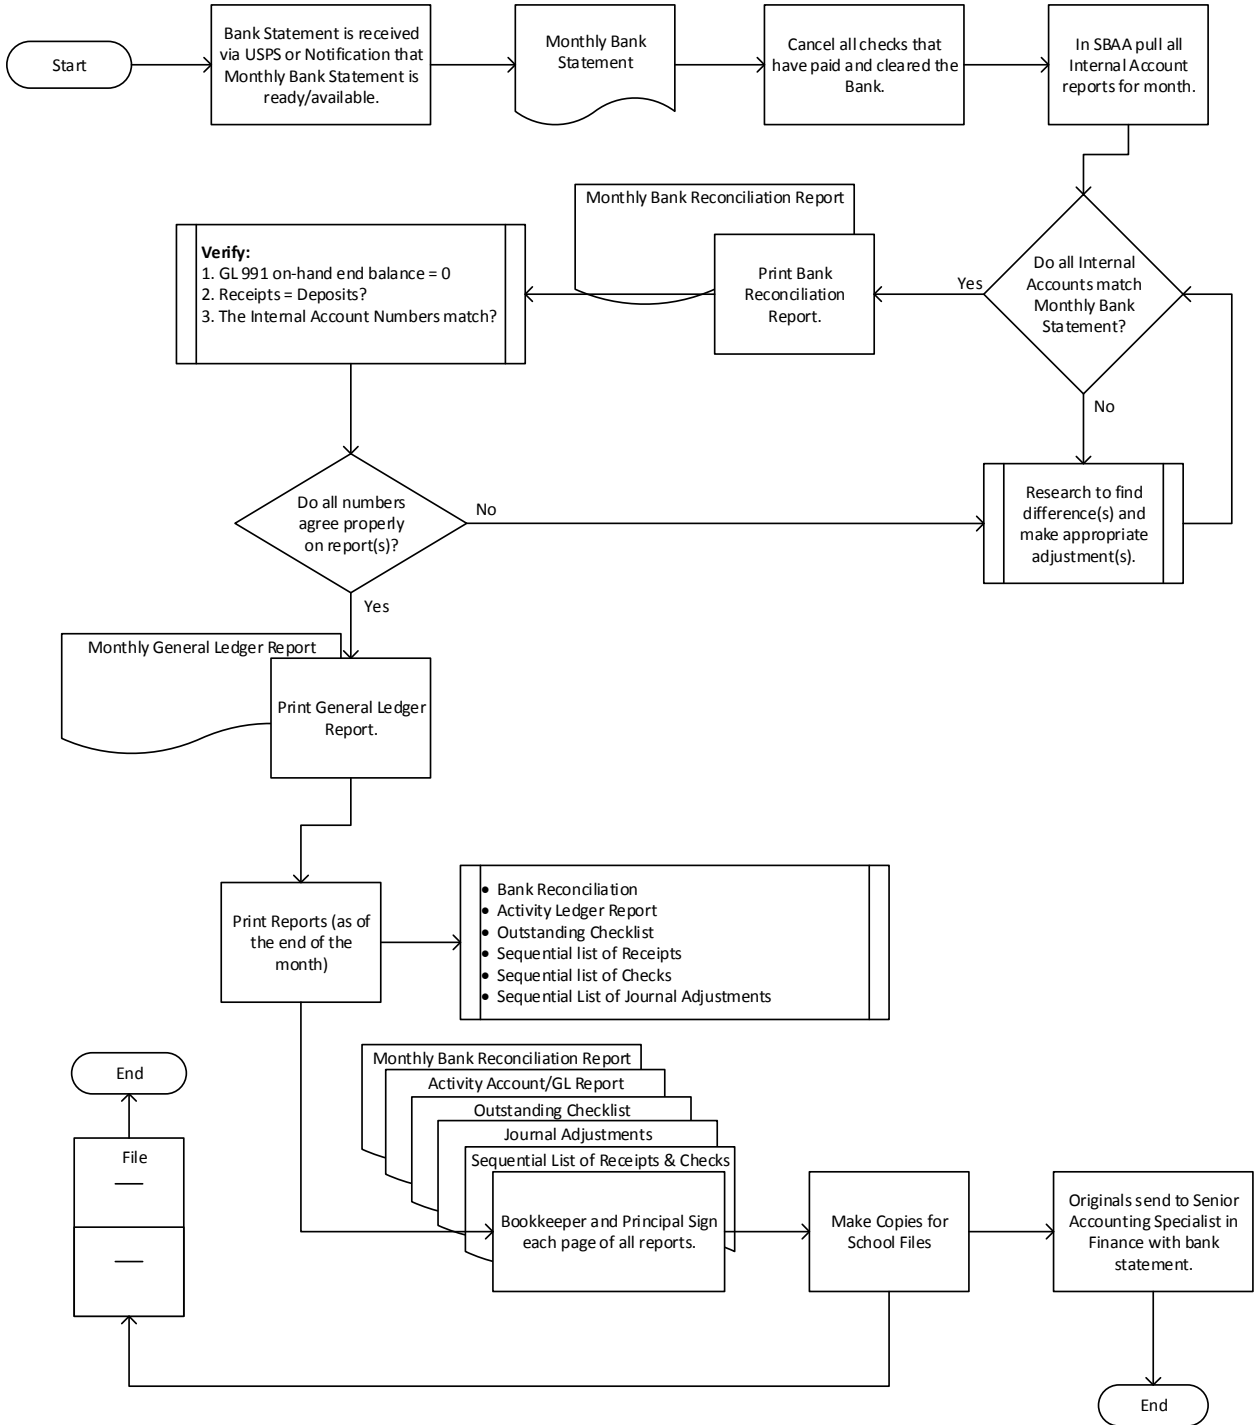 Start
Bank Statement is received
via USPS or Notification that
Monthly Bank Statement is
ready/available.
Monthly Bank
Statement
Cancel all checks that
have paid and cleared the
Bank.
In SBAA pull all
Internal Account
reports for month.
Do all Internal
Accounts match
Monthly Bank
Statement?
Yes
No
Monthly Bank Reconciliation Report
Print Bank
Reconciliation
Report.
Verify:
1. GL 991 on-hand end balance = 0
2. Receipts = Deposits?
3. The Internal Account Numbers match?
Do all numbers
agree properly
on report(s)?
No
Research to find
difference(s) and
make appropriate
adjustment(s).
Yes
Monthly General Ledger Report
Print General Ledger
Report.
Print Reports (as of
the end of the
month)
• Bank Reconciliation
• Activity Ledger Report
• Outstanding Checklist
• Sequential list of Receipts
• Sequential list of Checks
• Sequential List of Journal Adjustments
Monthly Bank Reconciliation Report
Activity Account/GL Report
Outstanding Checklist
Journal Adjustments
Sequential List of Receipts & Checks
Bookkeeper and Principal Sign
each page of all reports.
Make Copies for
School Files
Originals send to Senior
Accounting Specialist in
Finance with bank
statement.
End
File
End